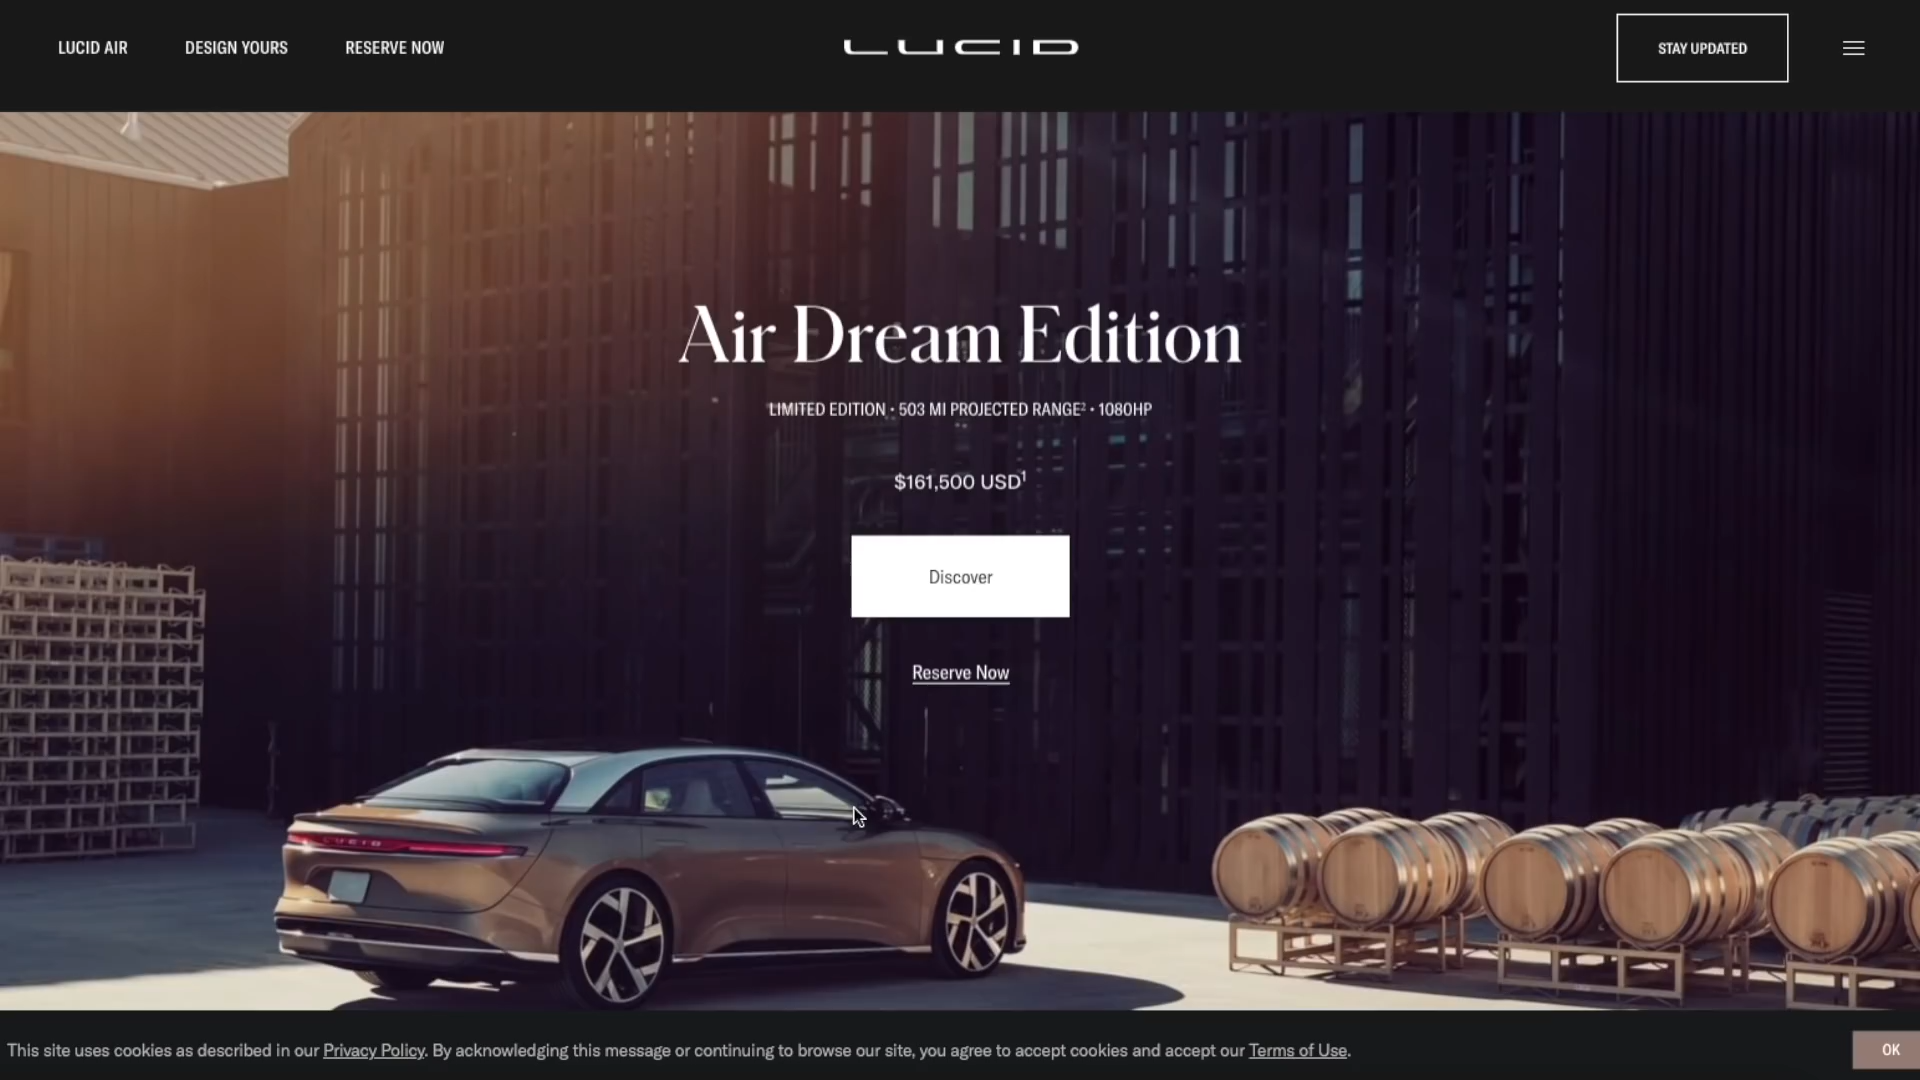 LUCID AIR
DESIGN YOURS
RESERVE NOW
LUCID
STAY UPDATED
Air Dream Edition
LIMITED EDITION • 503 MI PROJECTED RANGE² • 1080HP
$161,500 USD¹
Discover
Reserve Now
LUCID
This site uses cookies as described in our Privacy Policy. By acknowledging this message or continuing to browse our site, you agree to accept cookies and accept our Terms of Use.
OK